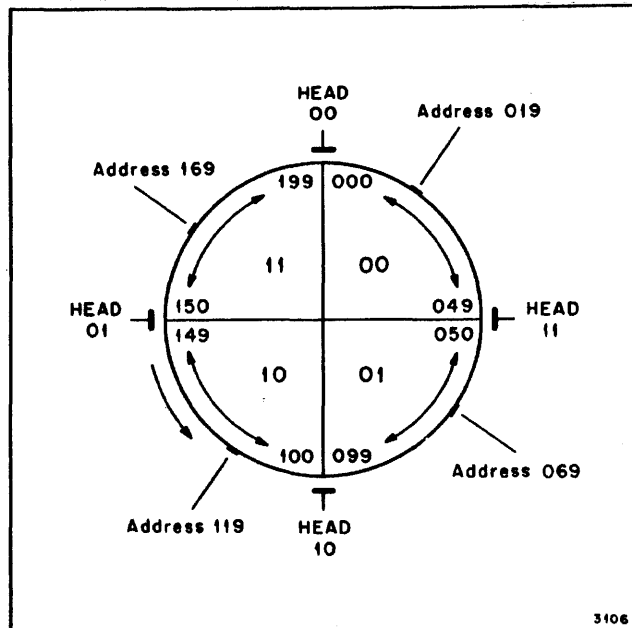 HEAD
00
Address 019
Address 169
199 000
11 00
HEAD
01
150 049
HEAD
11
149 050
10 01
100 099
Address 069
Address 119
HEAD
10
3106